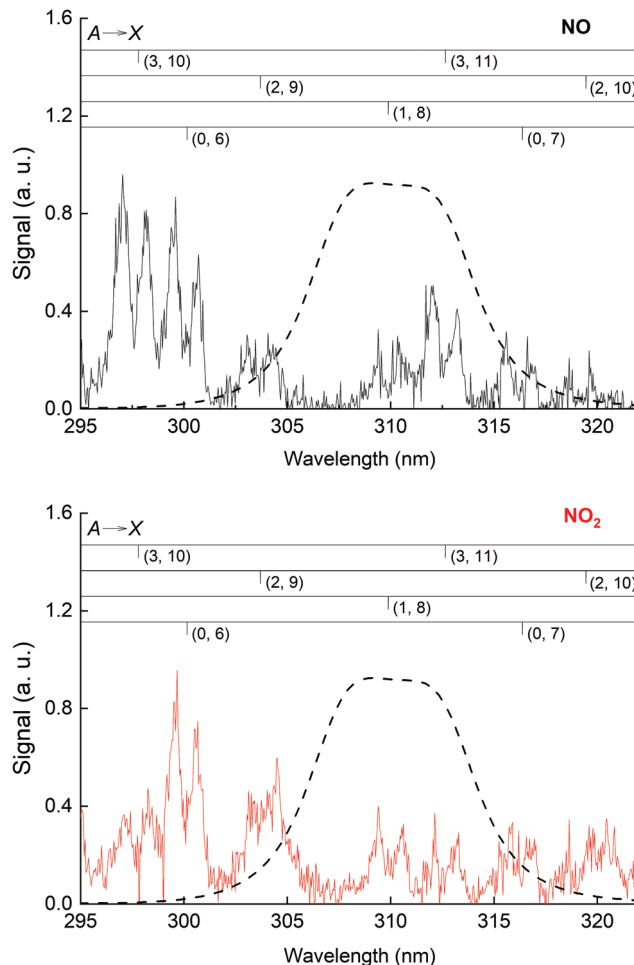 1.6
A→X
NO
(3, 10) (3, 11)
(2, 9) (2, 10)
1.2
(1, 8)
(0, 6) (0, 7)
0.8
0.4
0.0
Signal (a. u.)
295 300 305 310 315 320
Wavelength (nm)
1.6
A→X
NO₂
(3, 10) (3, 11)
(2, 9) (2, 10)
1.2
(1, 8)
(0, 6) (0, 7)
0.8
0.4
0.0
Signal (a. u.)
295 300 305 310 315 320
Wavelength (nm)